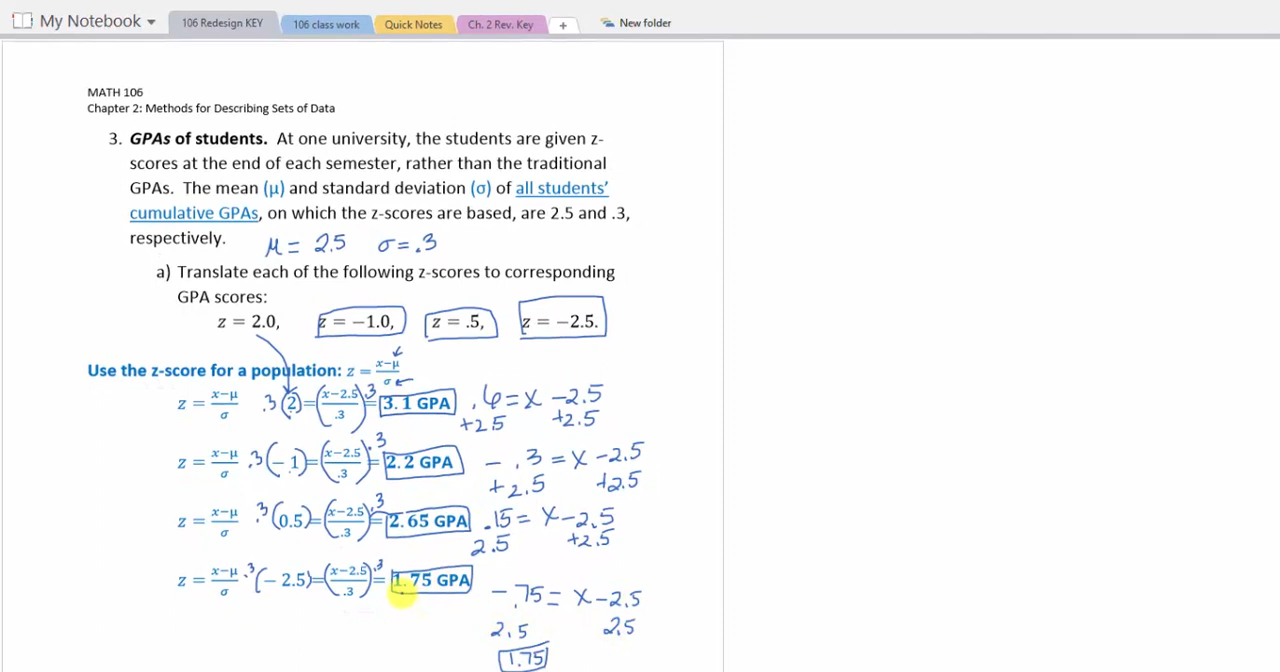 My Notebook 106 Redesign KEY 106 class work Quick Notes Ch. 2 Rev. Key + New folder
MATH 106
Chapter 2: Methods for Describing Sets of Data
3. GPAs of students. At one university, the students are given z-
scores at the end of each semester, rather than the traditional
GPAs. The mean (μ) and standard deviation (σ) of all students'
cumulative GPAs, on which the z-scores are based, are 2.5 and .3,
respectively. μ = 2.5 σ = .3
a) Translate each of the following z-scores to corresponding
GPA scores:
z = 2.0, z = −1.0, z = .5, z = −2.5.
Use the z-score for a population: z = x−μ/σ
z = x−μ/σ .3(2)=(x−2.5/.3).3= 3.1 GPA .6 = x −2.5
+2.5 +2.5
z = x−μ/σ .3(−1)=(x−2.5/.3).3= 2.2 GPA − .3 = x −2.5
+2.5 +2.5
z = x−μ/σ .3(0.5)=(x−2.5/.3).3= 2.65 GPA .15 = x −2.5
2.5 +2.5
z = x−μ/σ .3(−2.5)=(x−2.5/.3).3= 1.75 GPA −.75 = x −2.5
2.5 2.5
1.75